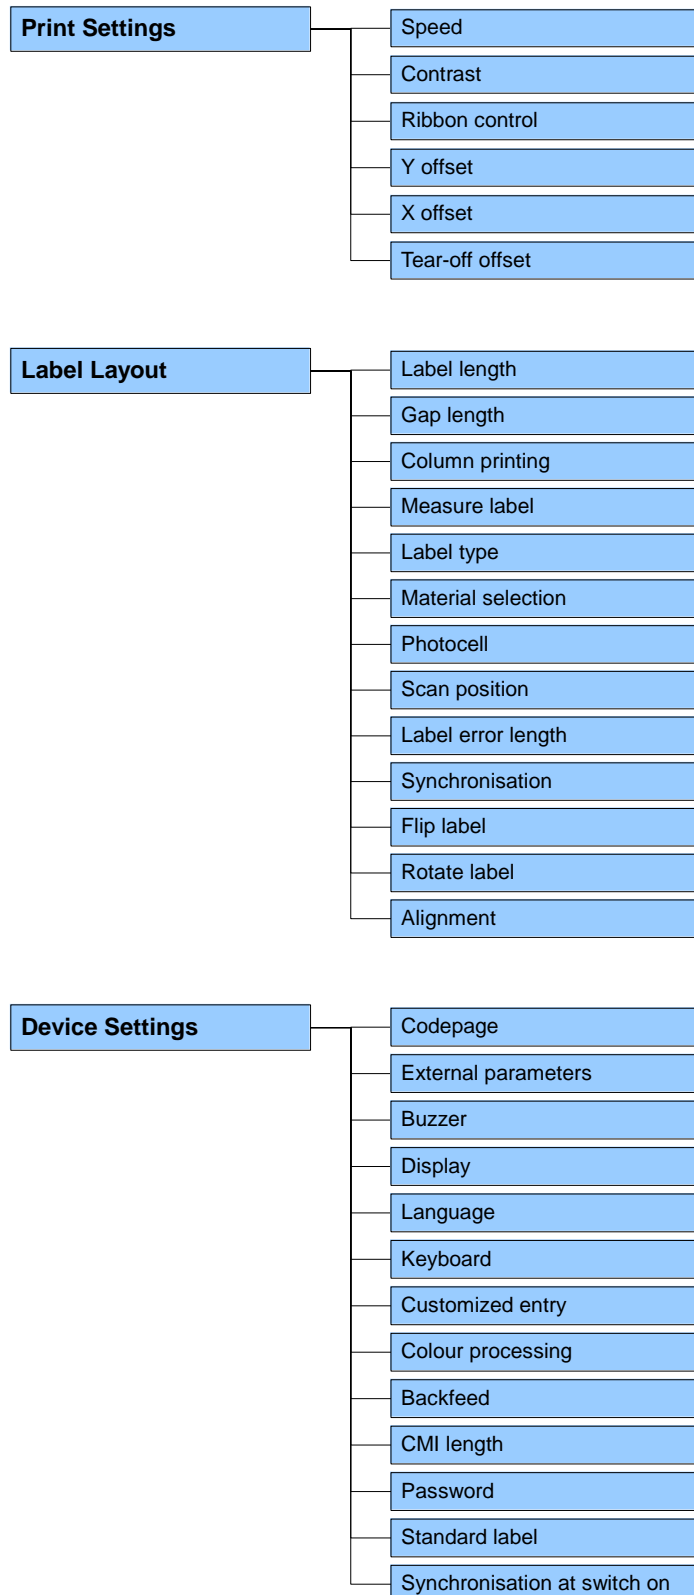 Print Settings
Speed
Contrast
Ribbon control
Y offset
X offset
Tear-off offset
Label Layout
Label length
Gap length
Column printing
Measure label
Label type
Material selection
Photocell
Scan position
Label error length
Synchronisation
Flip label
Rotate label
Alignment
Device Settings
Codepage
External parameters
Buzzer
Display
Language
Keyboard
Customized entry
Colour processing
Backfeed
CMI length
Password
Standard label
Synchronisation at switch on